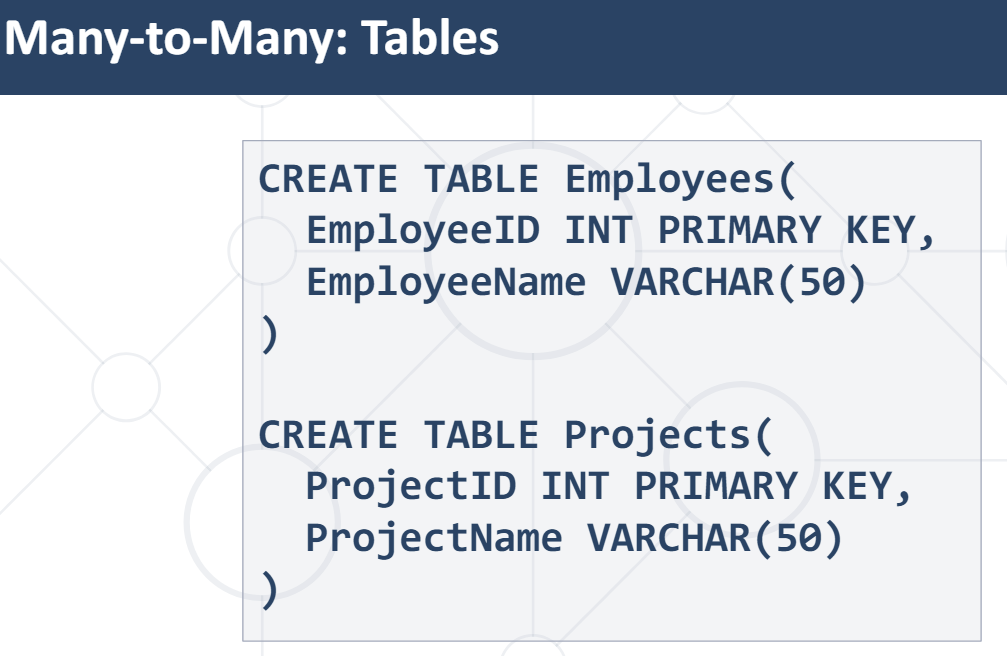 Many-to-Many: Tables
CREATE TABLE Employees(
  EmployeeID INT PRIMARY KEY,
  EmployeeName VARCHAR(50)
)
CREATE TABLE Projects(
  ProjectID INT PRIMARY KEY,
  ProjectName VARCHAR(50)
)